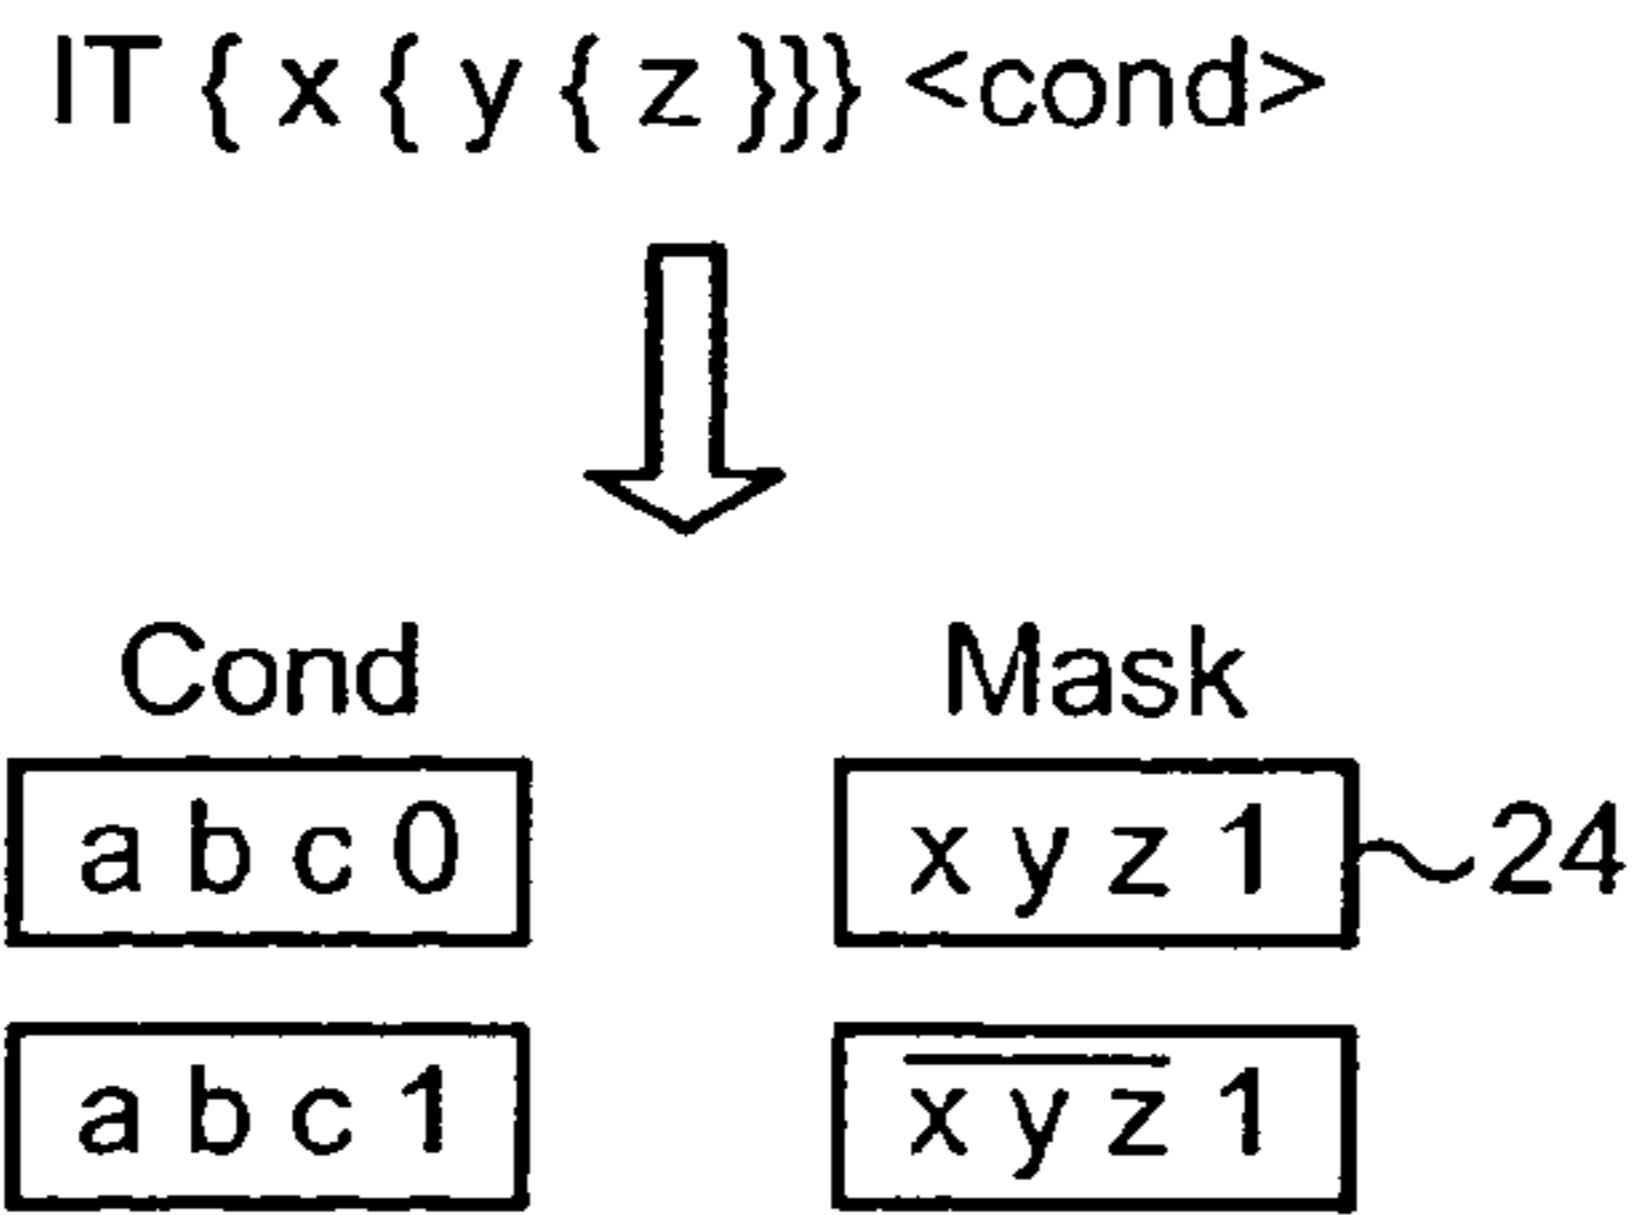 IT { x { y { z }}} <cond>
Cond Mask
a b c 0 x y z 1 24
a b c 1 x̅ y̅ z̅ 1